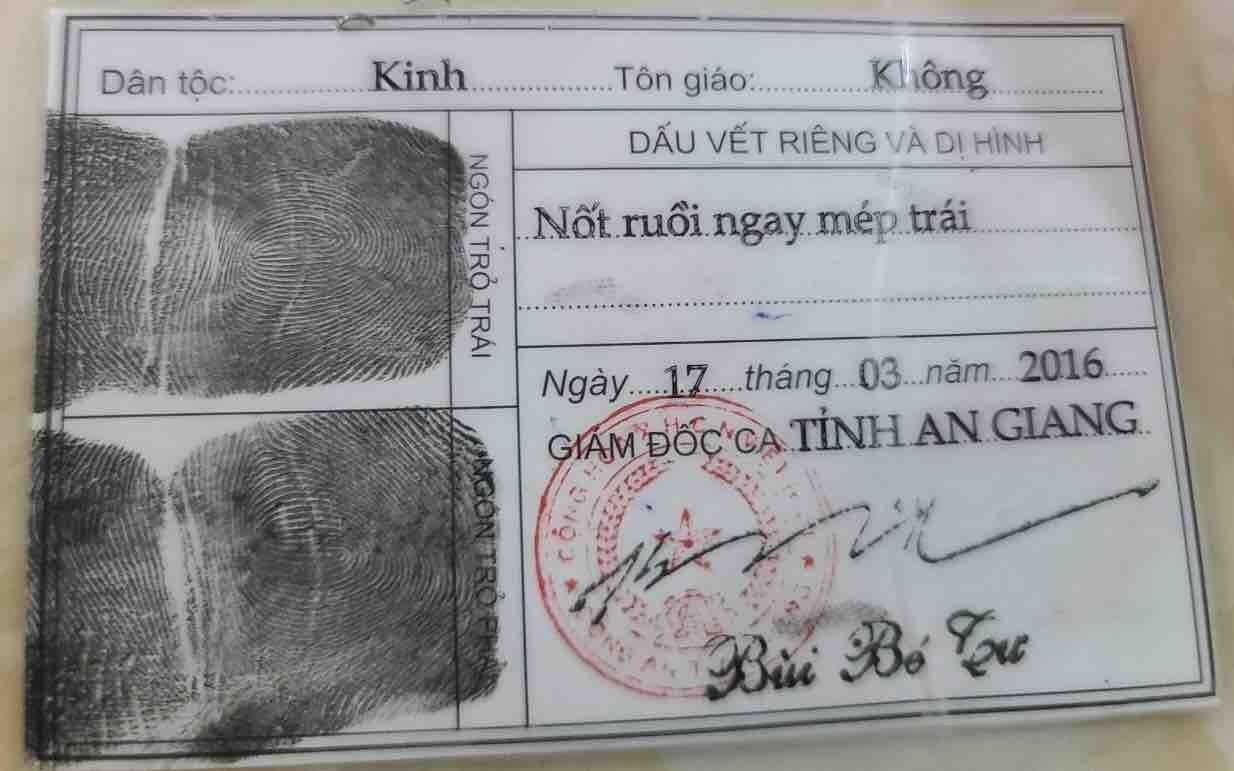 Dân tộc: Kinh Tôn giáo: Không
NGÓN TRỎ TRÁI
DẤU VẾT RIÊNG VÀ DỊ HÌNH
Nốt ruồi ngay mép trái
Ngày 17 tháng 03 năm 2016
GIÁM ĐỐC CA TỈNH AN GIANG
NGÓN TRỎ
CỘNG
Bùi Bé Tư